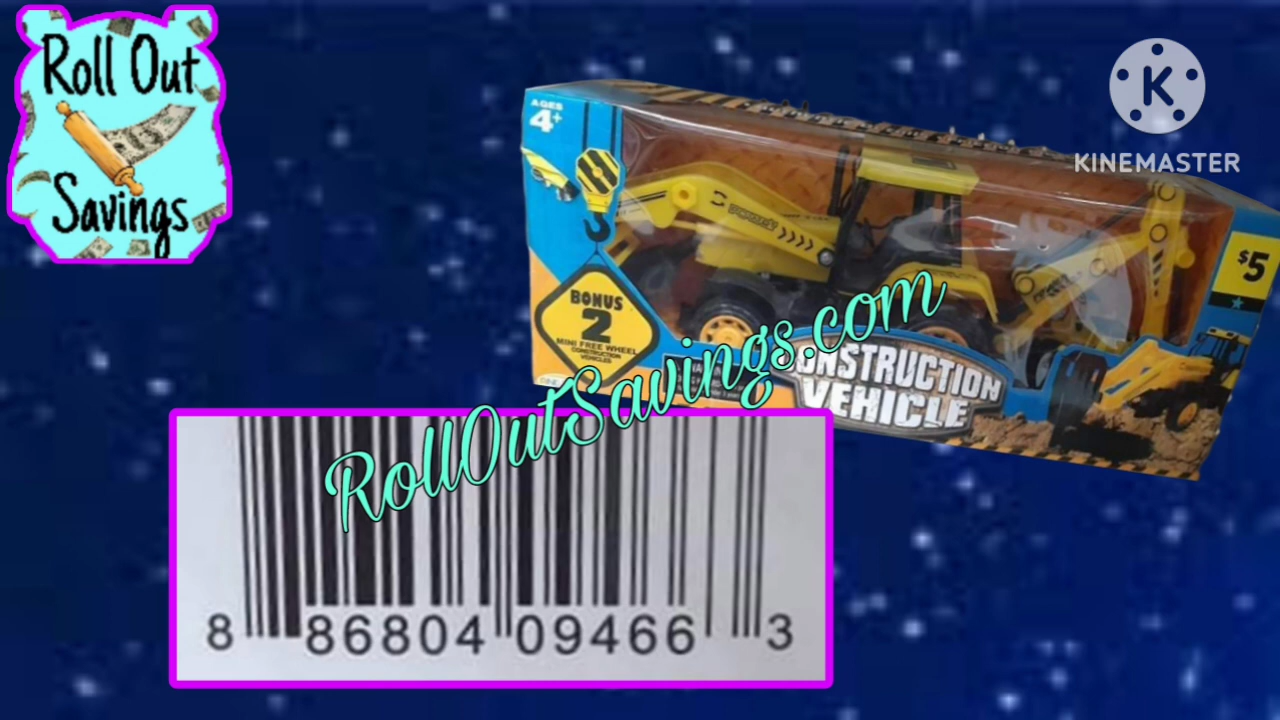 Roll Out
Savings
KINEMASTER
AGES
4+
$5
BONUS
2
MINI FREE WHEEL
CONSTRUCTION
VEHICLES
CONSTRUCTION
VEHICLE
RollOutSavings.com
8 86804 09466 3